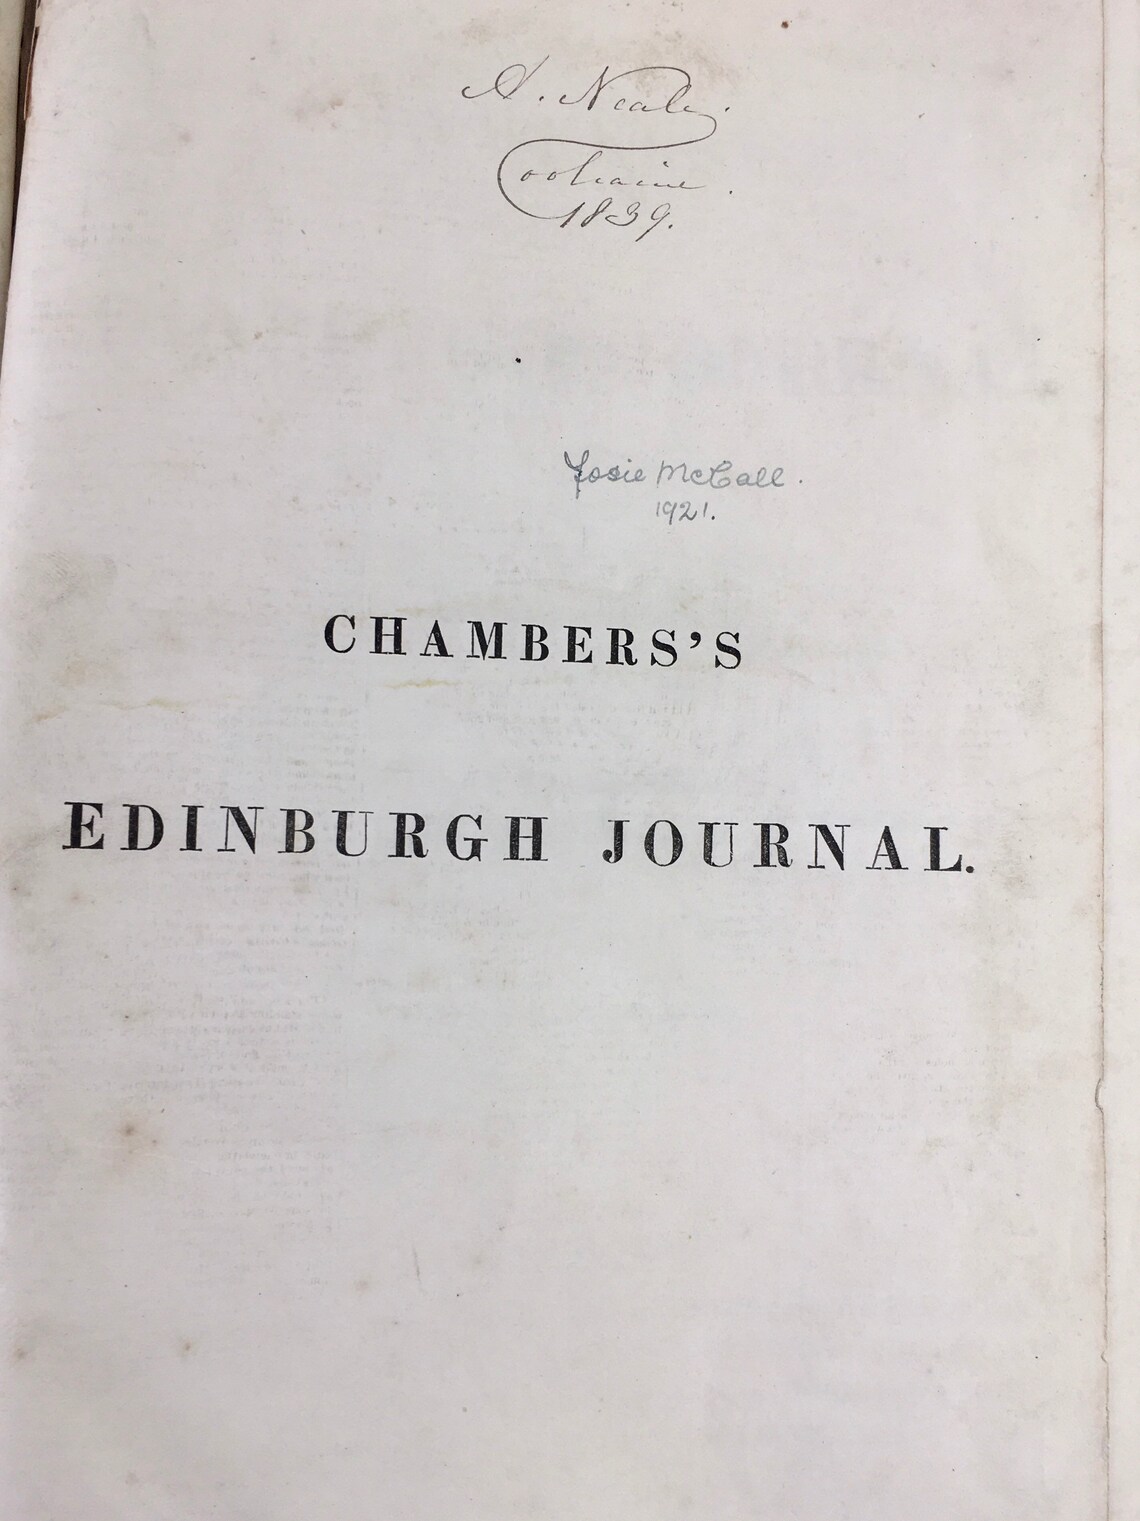 A. Neale.
Coolraine.
1839.
Josie McCall.
1921.
CHAMBERS'S
EDINBURGH JOURNAL.